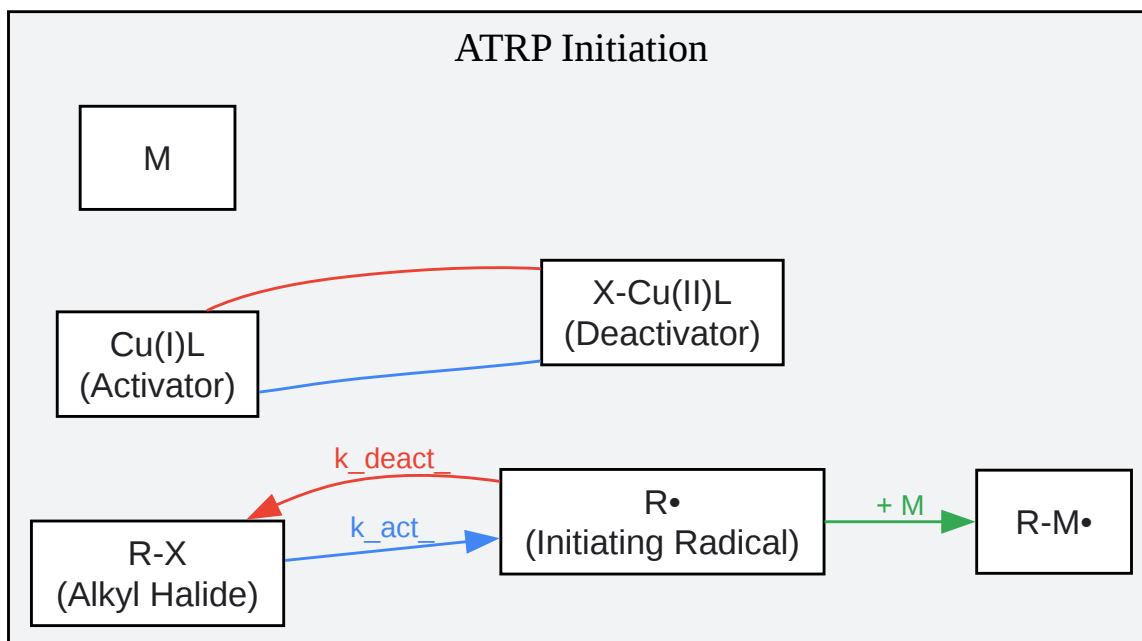 ATRP Initiation
M
Cu(I)L
(Activator)
X-Cu(II)L
(Deactivator)
k_deact_
k_act_
R-X
(Alkyl Halide)
R•
(Initiating Radical)
+ M
R-M•